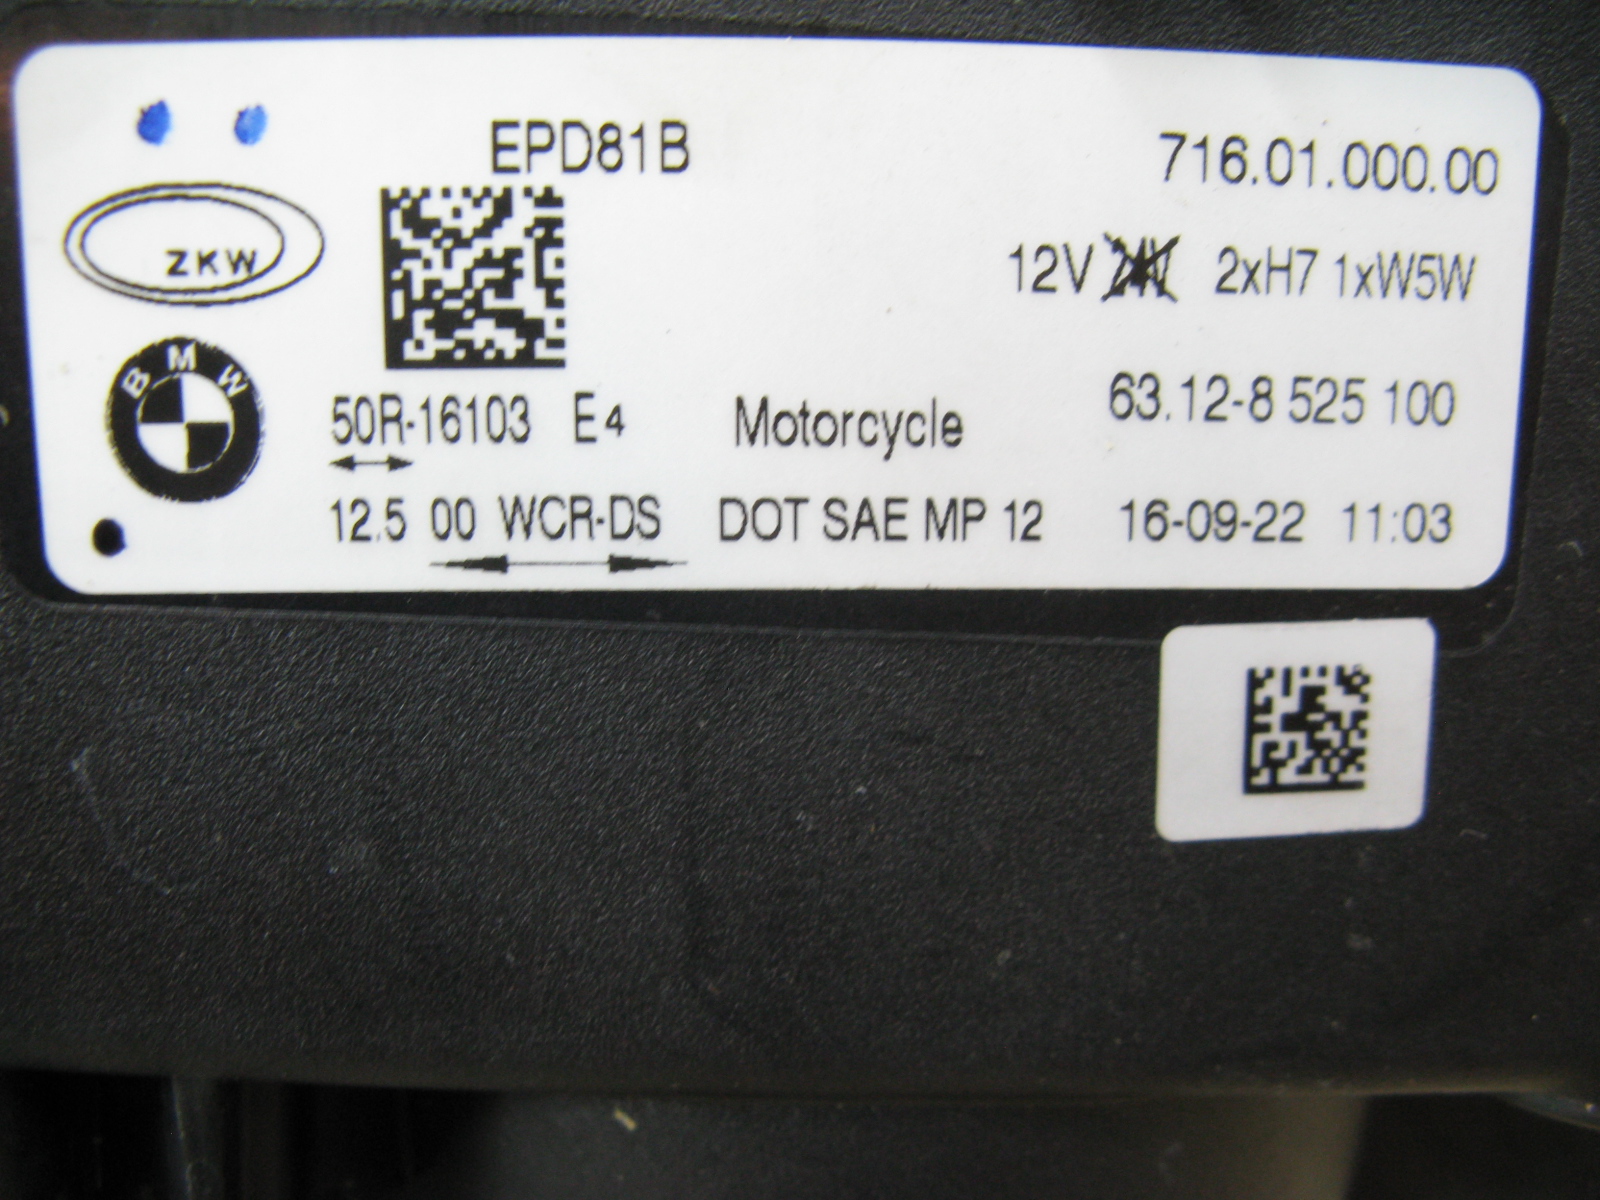 EPD81B
716.01.000.00
ZKW
12V 24V 2xH7 1xW5W
BMW
50R-16103 E4 Motorcycle 63.12-8 525 100
12.5 00 WCR-DS DOT SAE MP 12 16-09-22 11:03